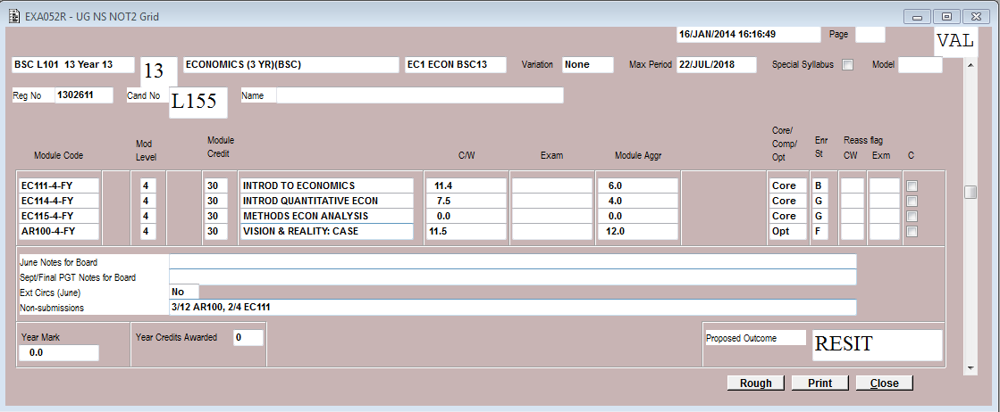 EXA052R - UG NS NOT2 Grid
16/JAN/2014 16:16:49 Page
VAL
BSC L101 13 Year 13 13 ECONOMICS (3 YR)(BSC) EC1 ECON BSC13 Variation None Max Period 22/JUL/2018 Special Syllabus Model
Reg No 1302611 Cand No L155 Name
Module Code Mod Level Module Credit C/W Exam Module Aggr Core/ Comp/ Opt Enr St Reass flag CW Exm C
EC111-4-FY 4 30 INTROD TO ECONOMICS 11.4 6.0 Core B
EC114-4-FY 4 30 INTROD QUANTITATIVE ECON 7.5 4.0 Core G
EC115-4-FY 4 30 METHODS ECON ANALYSIS 0.0 0.0 Core G
AR100-4-FY 4 30 VISION & REALITY: CASE 11.5 12.0 Opt F
June Notes for Board
Sept/Final PGT Notes for Board
Ext Circs (June) No
Non-submissions 3/12 AR100, 2/4 EC111
Year Mark Year Credits Awarded 0 Proposed Outcome RESIT
0.0
Rough Print Close